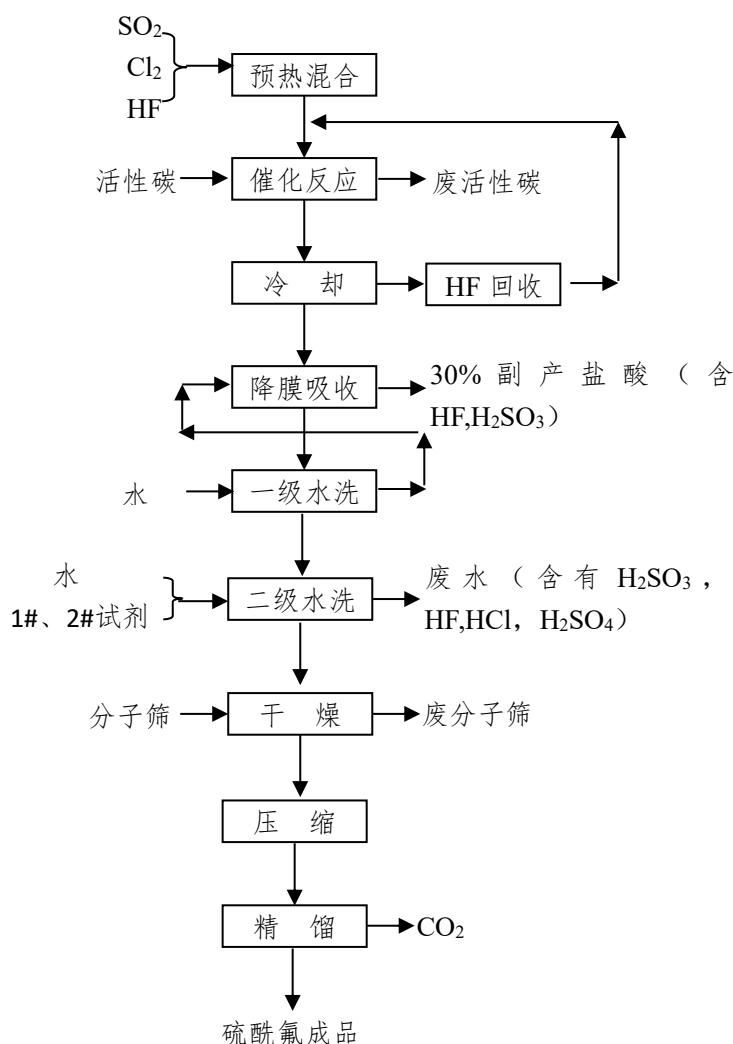 SO₂
Cl₂
HF
预热混合
活性碳
催化反应
废活性碳
冷 却
HF 回收
降膜吸收
30% 副产盐酸（含
HF,H₂SO₃）
水
一级水洗
水
1#、2#试剂
二级水洗
废水（含有 H₂SO₃，
HF,HCl，H₂SO₄）
分子筛
干 燥
废分子筛
压 缩
精 馏
CO₂
硫酰氟成品